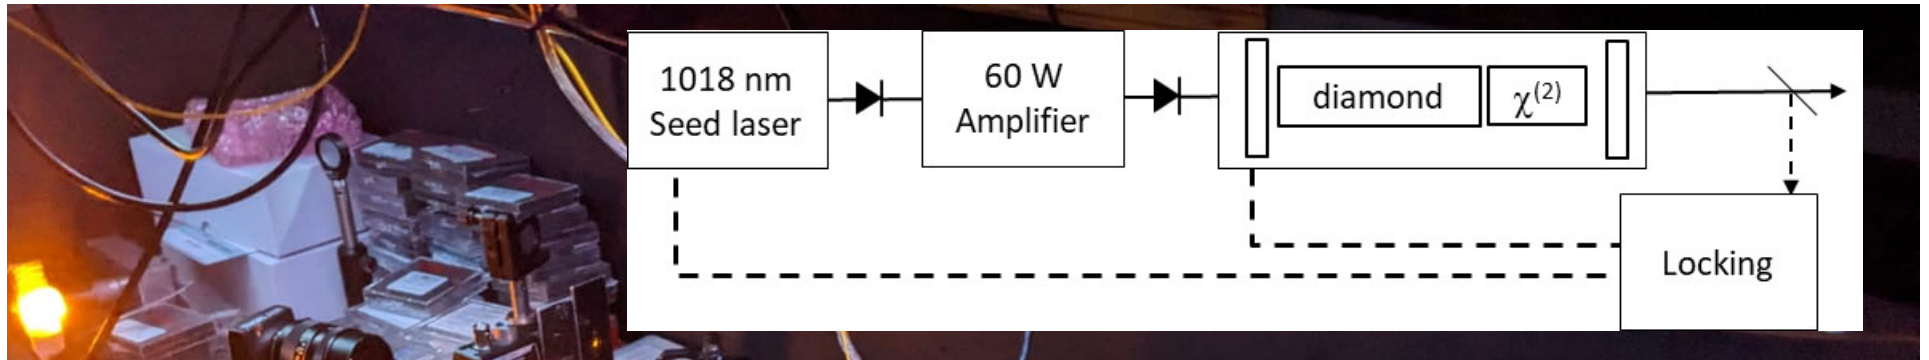 1018 nm
Seed laser
60 W
Amplifier
diamond
χ(2)
Locking